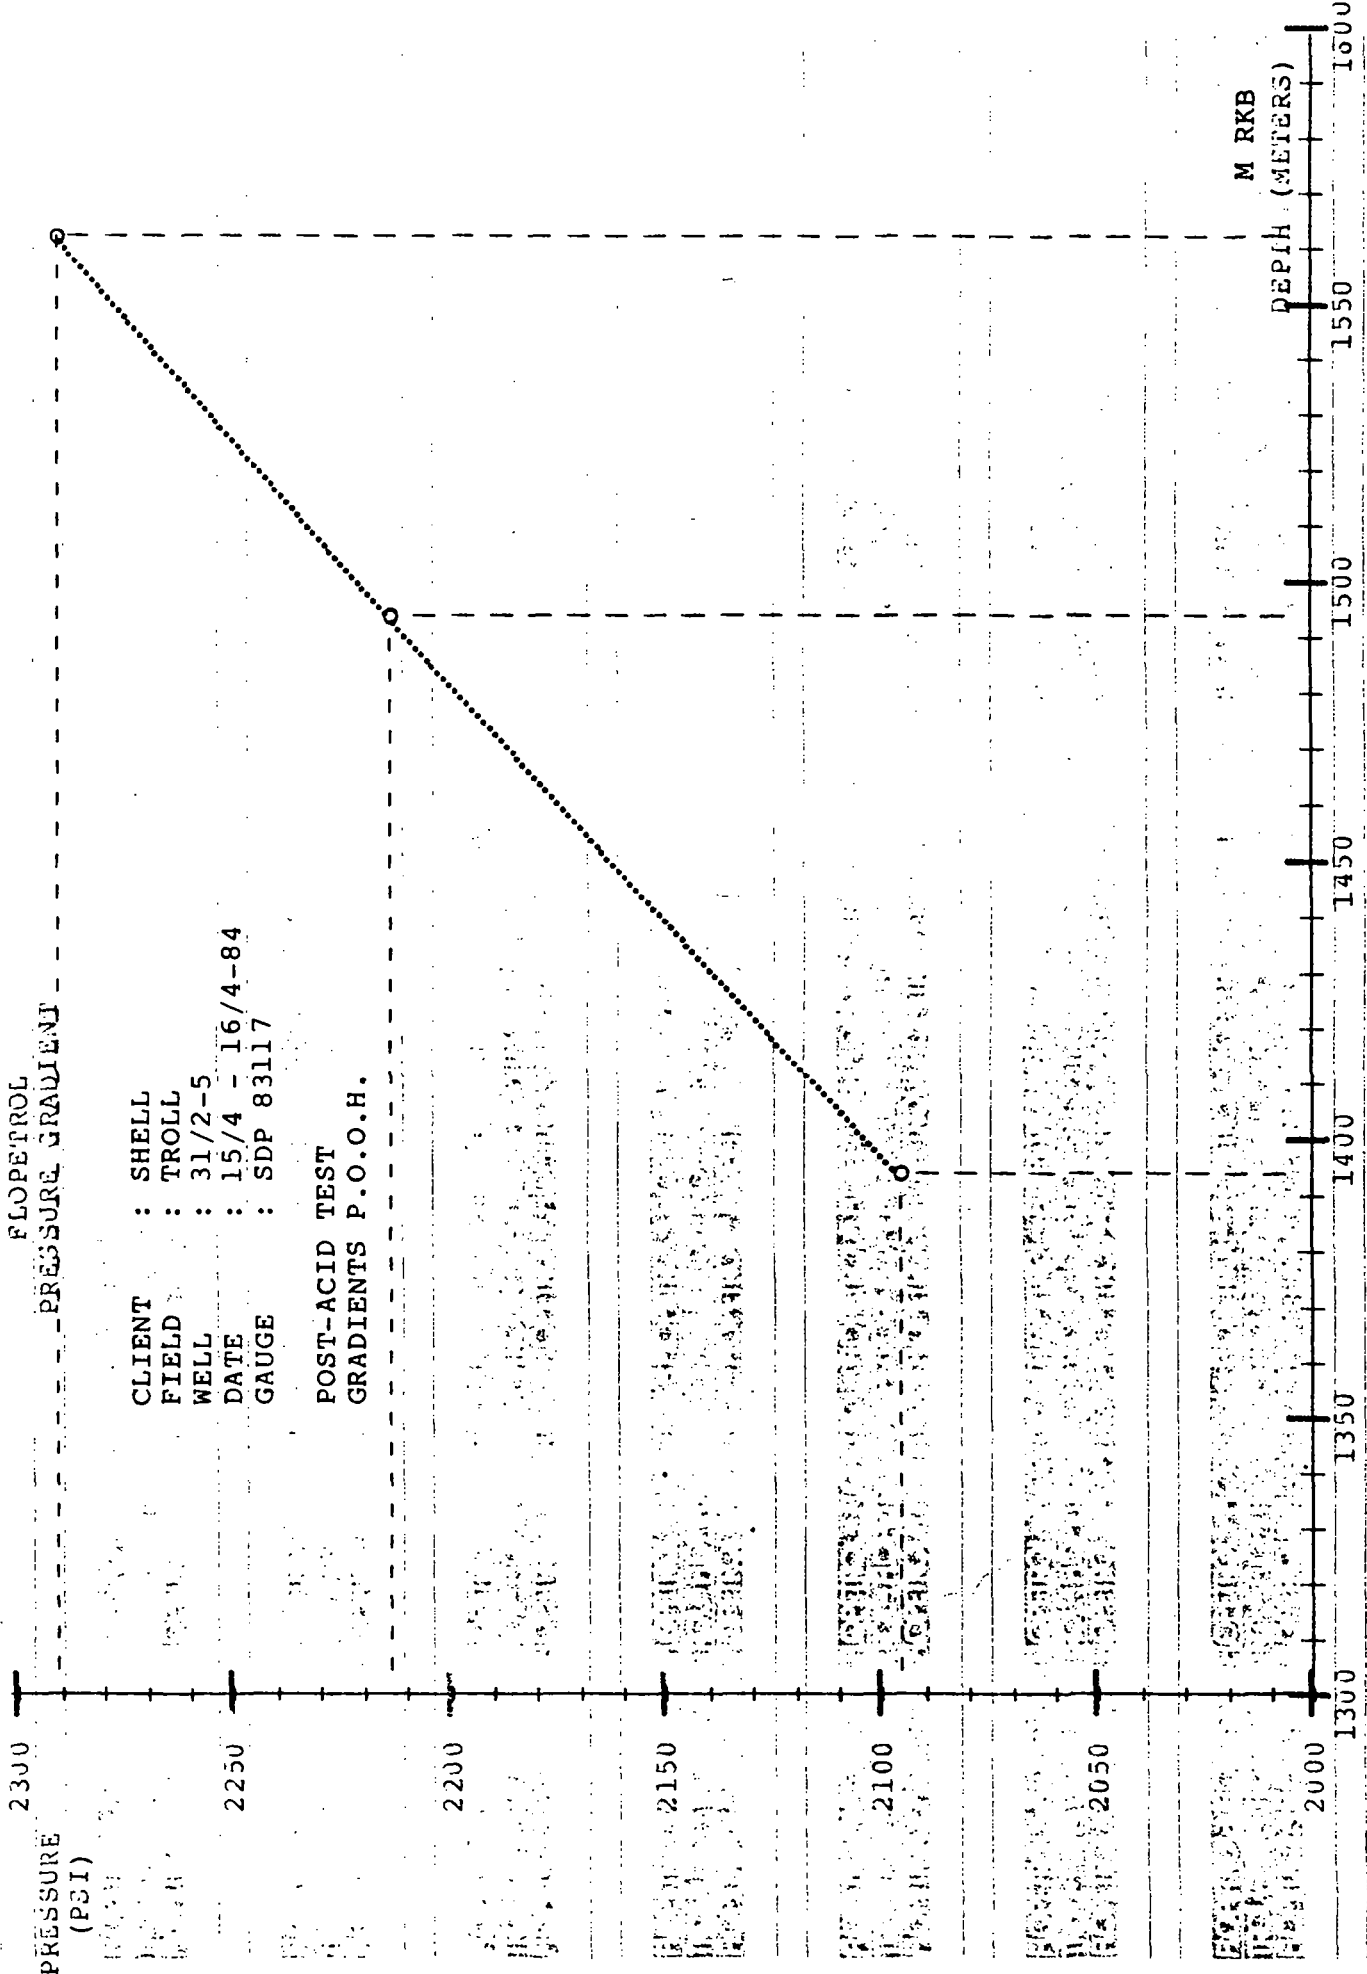 FLOPETROL
PRESSURE GRADIENT
CLIENT : SHELL
FIELD : TROLL
WELL : 31/2-5
DATE : 15/4 - 16/4-84
GAUGE : SDP 83117
POST-ACID TEST
GRADIENTS P.O.O.H.
PRESSURE
(PSI)
2300
2250
2200
2150
2100
2050
2000
1300
1350
1400
1450
1500
1550
1600
M RKB
DEPTH (METERS)